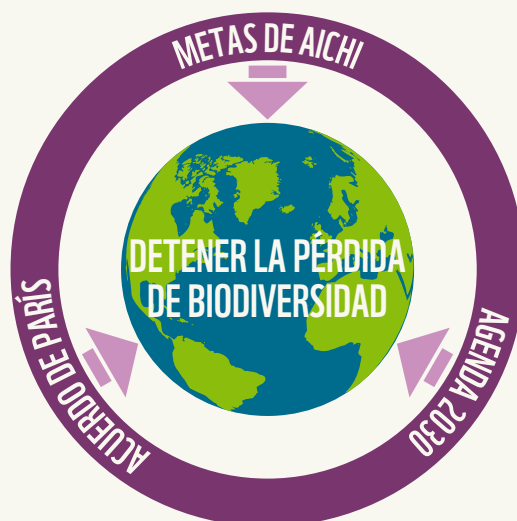 METAS DE AICHI
DETENER LA PÉRDIDA
DE BIODIVERSIDAD
ACUERDO DE PARÍS
AGENDA 2030